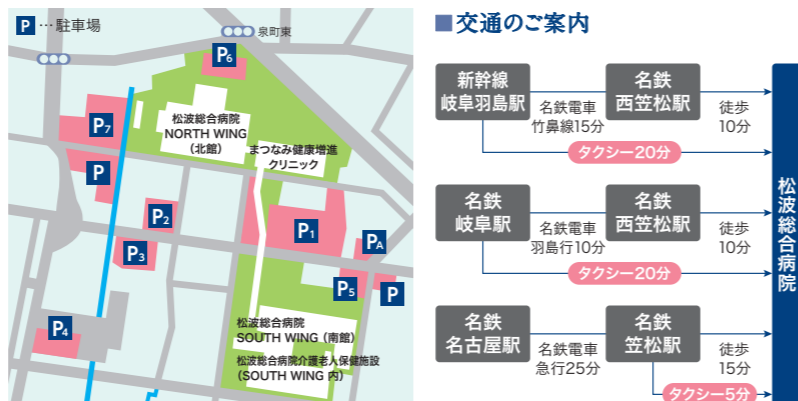 P…駐車場
泉町東
P6
松波総合病院
NORTH WING
（北館）
まつなみ健康増進
クリニック
P7
P
P2
P1
P3
PA
P5
P
P4
松波総合病院
SOUTH WING（南館）
松波総合病院介護老人保健施設
（SOUTH WING 内）
■交通のご案内
新幹線
岐阜羽島駅
名鉄電車
竹鼻線15分
名鉄
西笠松駅
徒歩
10分
タクシー20分
名鉄
岐阜駅
名鉄電車
羽島行10分
名鉄
西笠松駅
徒歩
10分
タクシー20分
名鉄
名古屋駅
名鉄電車
急行25分
名鉄
笠松駅
徒歩
15分
タクシー5分
松波総合病院